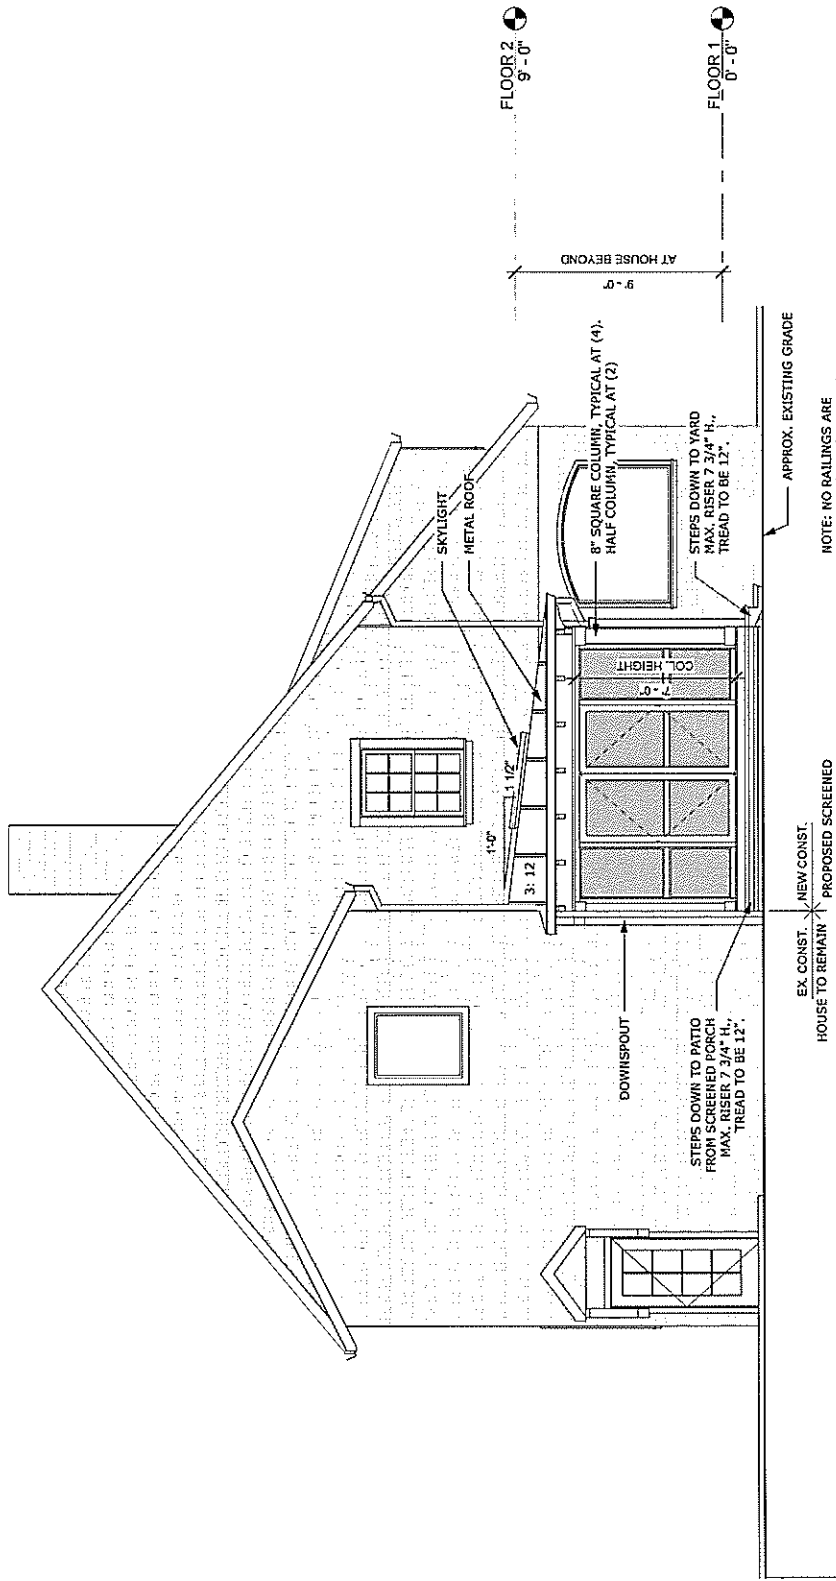 FLOOR 2
9' - 0"
FLOOR 1
0' - 0"
9' - 0"
AT HOUSE BEYOND
SKYLIGHT
METAL ROOF
8" SQUARE COLUMN, TYPICAL AT (4).
HALF COLUMN, TYPICAL AT (2)
1'-0"
1 1/2"
3: 12
7' - 0"
COL. HEIGHT
DOWNSPOUT
STEPS DOWN TO YARD
MAX. RISER 7 3/4" H.,
TREAD TO BE 12".
STEPS DOWN TO PATIO
FROM SCREENED PORCH
MAX. RISER 7 3/4" H.,
TREAD TO BE 12".
APPROX. EXISTING GRADE
EX. CONST.
NEW CONST.
HOUSE TO REMAIN
PROPOSED SCREENED
NOTE: NO RAILINGS ARE